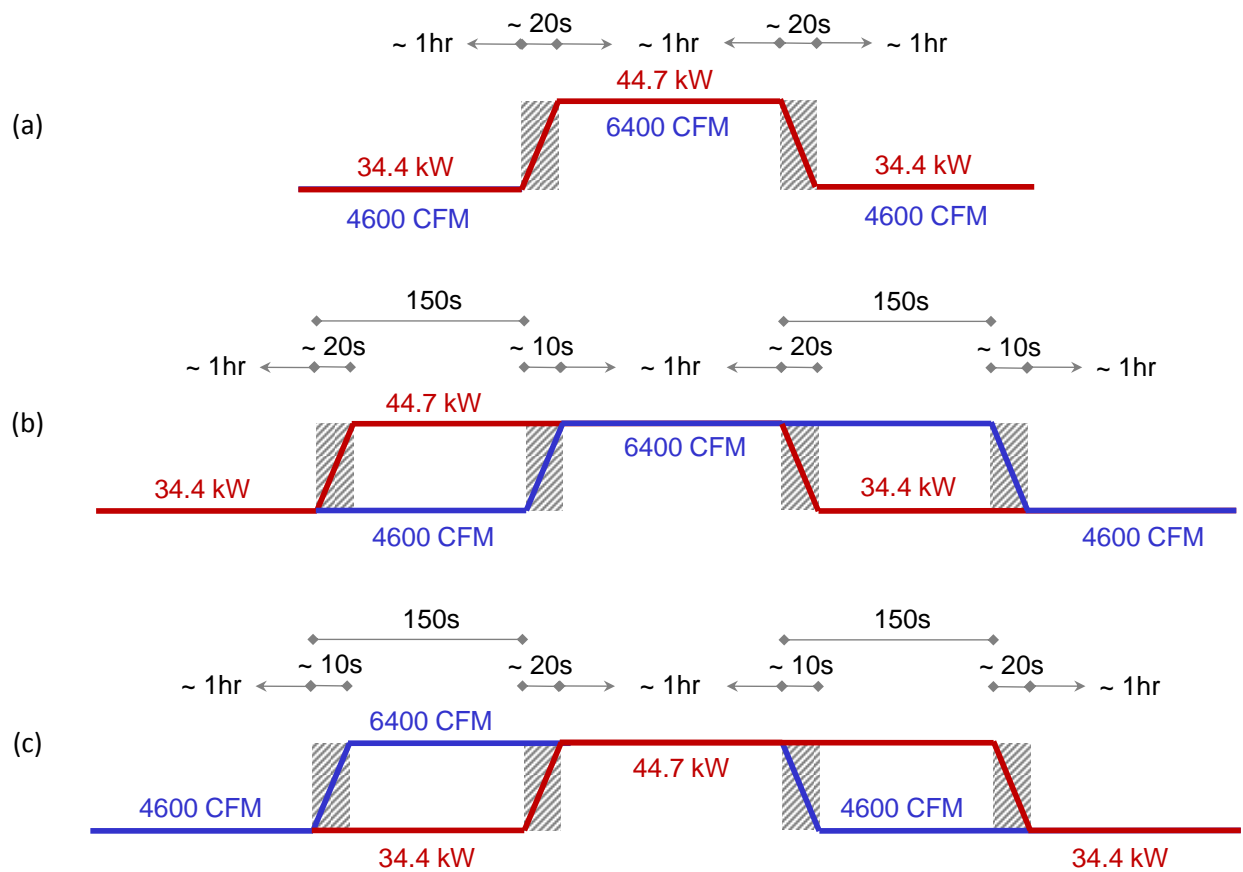 ~ 20s ~ 20s
~ 1hr ~ 1hr ~ 1hr
44.7 kW
(a)
6400 CFM
34.4 kW 34.4 kW
4600 CFM 4600 CFM
150s 150s
~ 20s ~ 10s ~ 20s ~ 10s
~ 1hr ~ 1hr ~ 1hr
44.7 kW
(b)
6400 CFM
34.4 kW 34.4 kW
4600 CFM 4600 CFM
150s 150s
~ 10s ~ 20s ~ 10s ~ 20s
~ 1hr ~ 1hr ~ 1hr
6400 CFM
(c)
44.7 kW
4600 CFM 4600 CFM
34.4 kW 34.4 kW